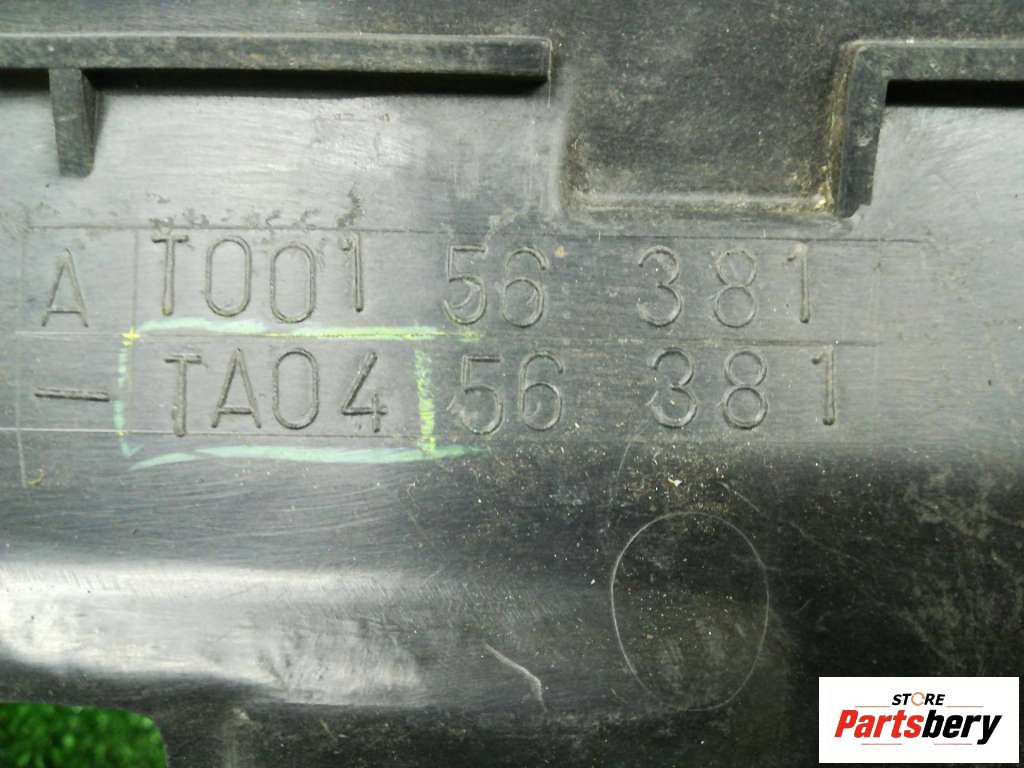 A T001 56 381
- TA04 56 381
STORE
Partsbery